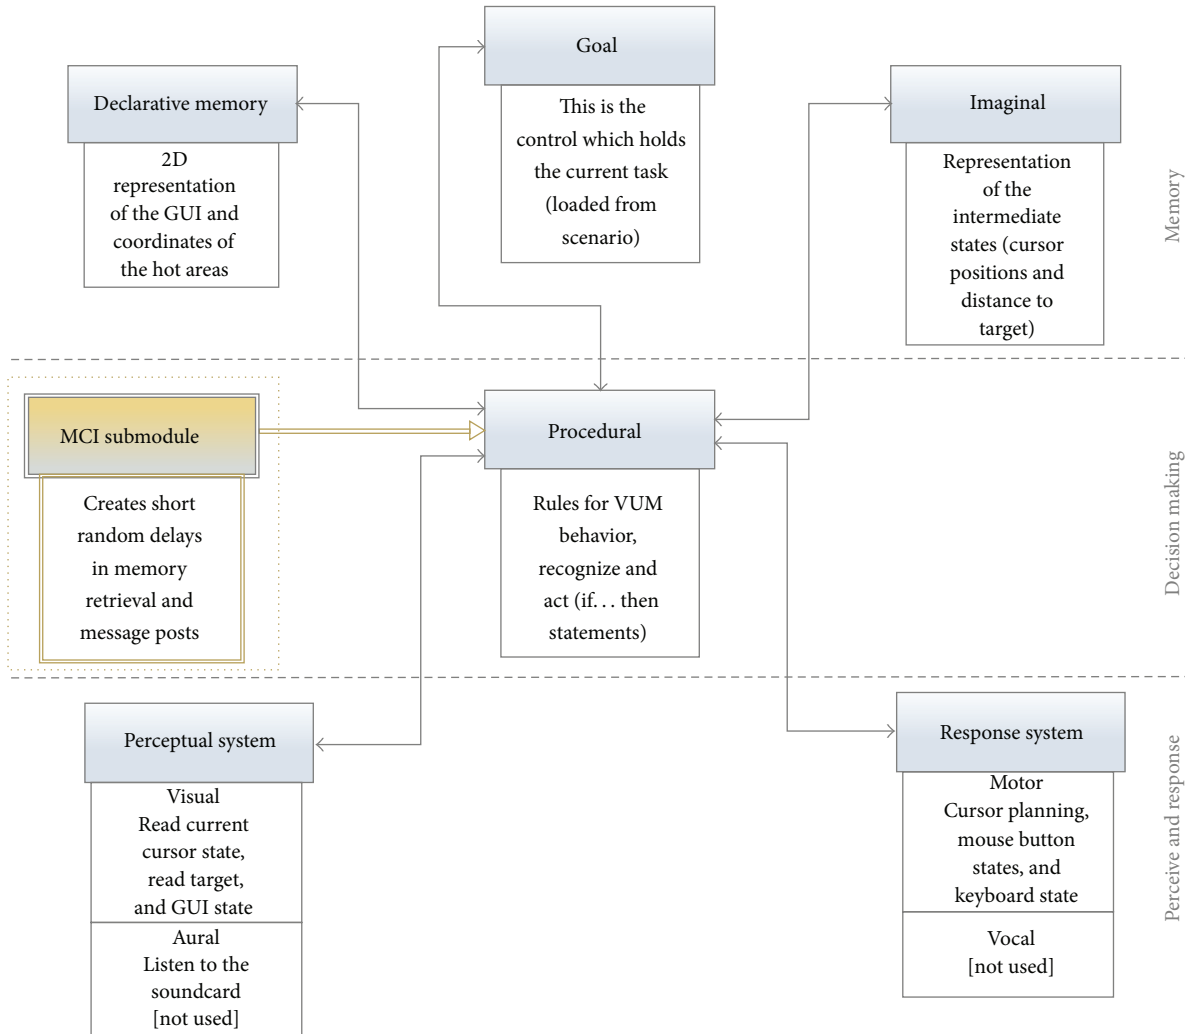 Goal
This is the
control which holds
the current task
(loaded from
scenario)
Declarative memory
2D
representation
of the GUI and
coordinates of
the hot areas
Imaginal
Representation
of the
intermediate
states (cursor
positions and
distance to
target)
Memory
MCI submodule
Creates short
random delays
in memory
retrieval and
message posts
Procedural
Rules for VUM
behavior,
recognize and
act (if. . . then
statements)
Decision making
Perceptual system
Visual
Read current
cursor state,
read target,
and GUI state
Aural
Listen to the
soundcard
[not used]
Response system
Motor
Cursor planning,
mouse button
states, and
keyboard state
Vocal
[not used]
Perceive and response